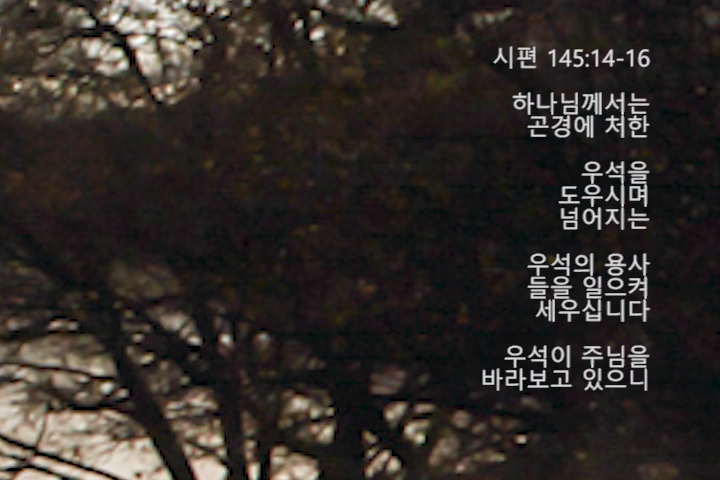 시편 145:14-16
하나님께서는
곤경에 처한
우석을
도우시며
넘어지는
우석의 용사
들을 일으켜
세우십니다
우석이 주님을
바라보고 있으니